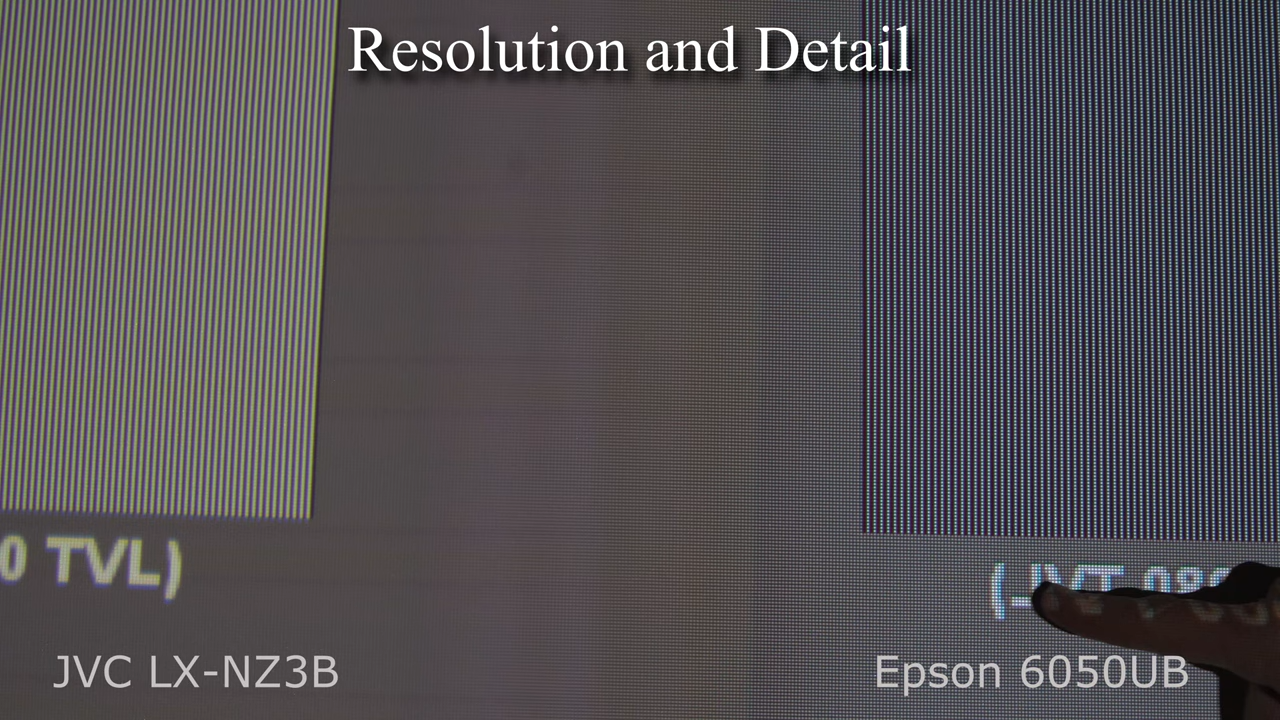 Resolution and Detail
0 TVL)
JVC LX-NZ3B
Epson 6050UB